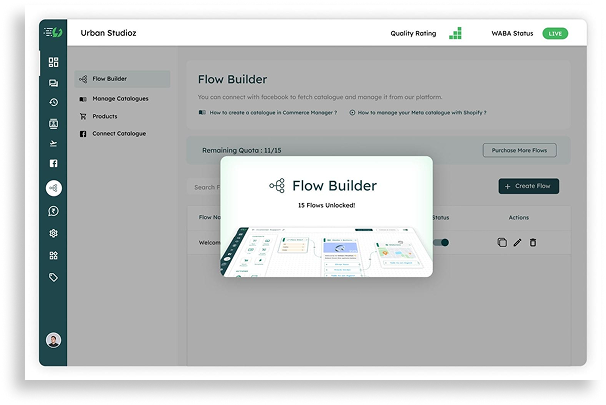 Urban Studioz
Quality Rating
WABA Status
LIVE
Flow Builder
Manage Catalogues
Products
Connect Catalogue
Flow Builder
You can connect with facebook to fetch catalogue and manage it from our platform.
How to create a catalogue in Commerce Manager ?
How to manage your Meta catalogue with Shopify ?
Remaining Quota : 11/15
Purchase More Flows
Search F
+ Create Flow
Flow Na
Status
Actions
Welcom
Flow Builder
15 Flows Unlocked!